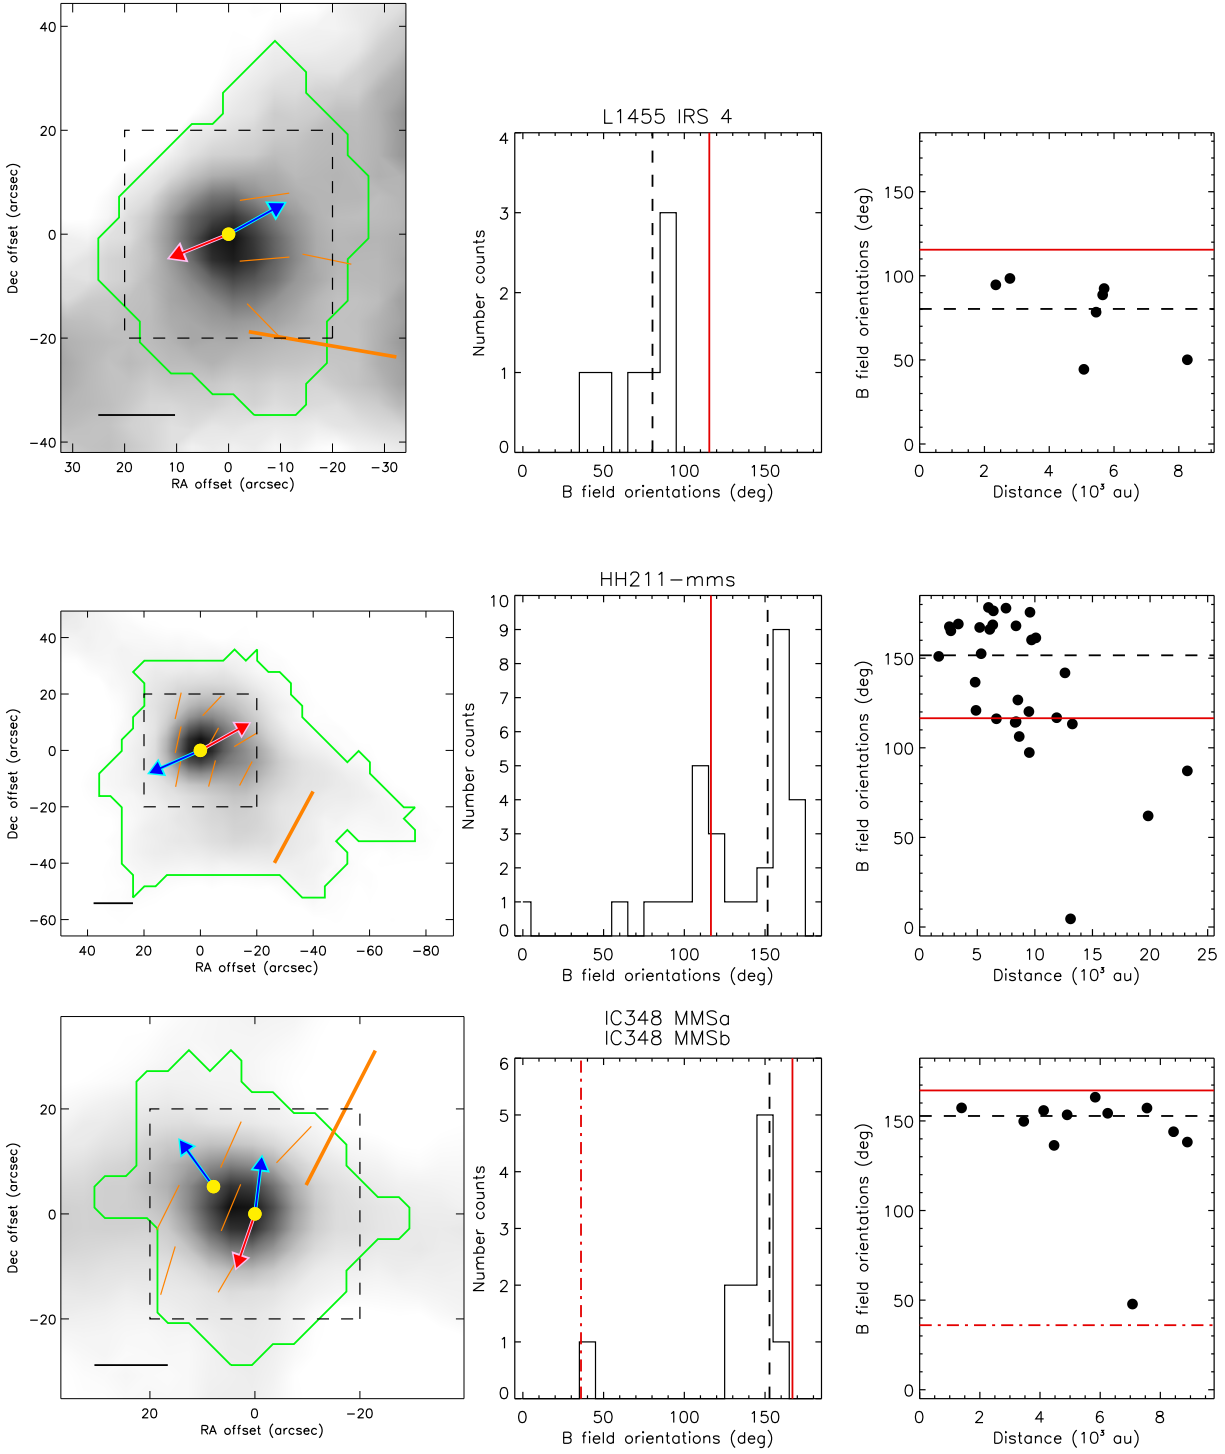 40
20
0
−20
−40
Dec offset (arcsec)
30 20 10 0 −10 −20 −30
RA offset (arcsec)
L1455 IRS 4
4
3
2
1
0
Number counts
0 50 100 150
B field orientations (deg)
150
100
50
0
B field orientations (deg)
0 2 4 6 8
Distance (10³ au)
40
20
0
−20
−40
−60
Dec offset (arcsec)
40 20 0 −20 −40 −60 −80
RA offset (arcsec)
HH211−mms
10
9
8
7
6
5
4
3
2
1
0
Number counts
0 50 100 150
B field orientations (deg)
150
100
50
0
B field orientations (deg)
0 5 10 15 20 25
Distance (10³ au)
20
0
−20
Dec offset (arcsec)
20 0 −20
RA offset (arcsec)
IC348 MMSa
IC348 MMSb
6
5
4
3
2
1
0
Number counts
0 50 100 150
B field orientations (deg)
150
100
50
0
B field orientations (deg)
0 2 4 6 8
Distance (10³ au)